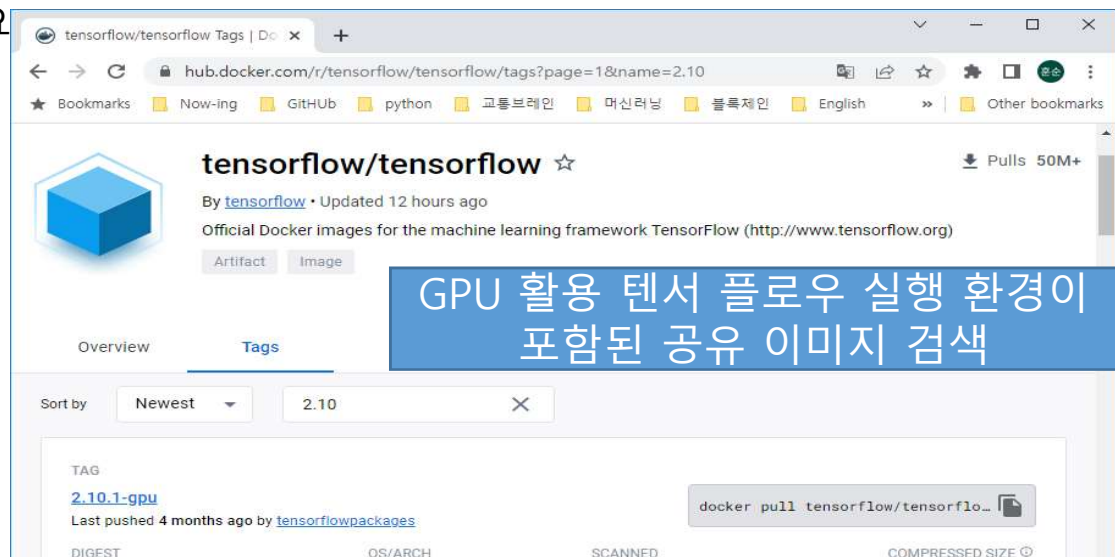 tensorflow/tensorflow Tags | Do
hub.docker.com/r/tensorflow/tensorflow/tags?page=1&name=2.10
Bookmarks Now-ing GitHUb python 교통브레인 머신러닝 블록제인 English » Other bookmarks
tensorflow/tensorflow
Pulls 50M+
By tensorflow • Updated 12 hours ago
Official Docker images for the machine learning framework TensorFlow (http://www.tensorflow.org)
Artifact Image
GPU 활용 텐서 플로우 실행 환경이
포함된 공유 이미지 검색
Overview Tags
Sort by Newest 2.10
TAG
2.10.1-gpu
docker pull tensorflow/tensorflo…
Last pushed 4 months ago by tensorflowpackages
DIGEST OS/ARCH SCANNED COMPRESSED SIZE